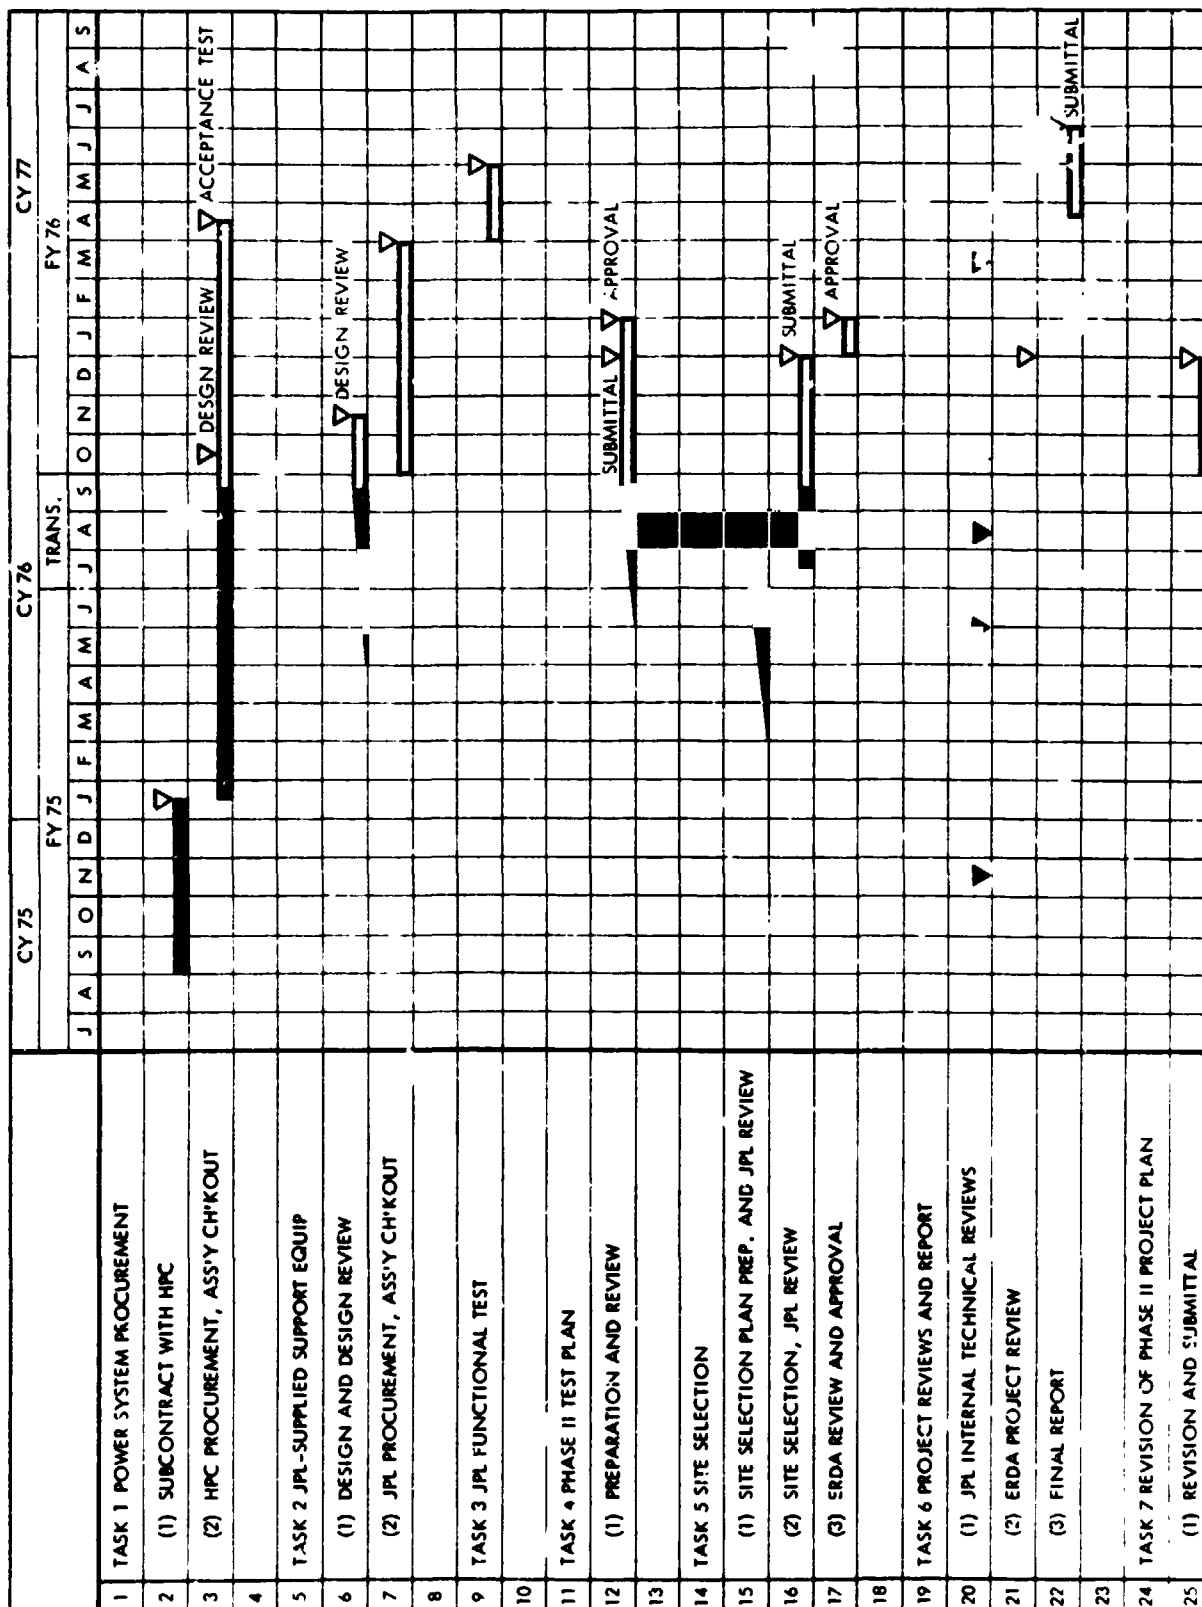 CY 75 CY 76 CY 77
FY 75 TRANS. FY 76
J A S O N D J F M A M J J A S O N D J F M A M J J A S
1 TASK 1 POWER SYSTEM PROCUREMENT
2 (1) SUBCONTRACT WITH HPC
3 (2) HPC PROCUREMENT, ASS'Y CH'KOUT DESIGN REVIEW ACCEPTANCE TEST
4
5 TASK 2 JPL-SUPPLIED SUPPORT EQUIP
6 (1) DESIGN AND DESIGN REVIEW DESIGN REVIEW
7 (2) JPL PROCUREMENT, ASS'Y CH'KOUT
8
9 TASK 3 JPL FUNCTIONAL TEST
10
11 TASK 4 PHASE II TEST PLAN
12 (1) PREPARATION AND REVIEW SUBMITTAL APPROVAL
13
14 TASK 5 SITE SELECTION
15 (1) SITE SELECTION PLAN PREP. AND JPL REVIEW
16 (2) SITE SELECTION, JPL REVIEW SUBMITTAL
17 (3) ERDA REVIEW AND APPROVAL APPROVAL
18
19 TASK 6 PROJECT REVIEWS AND REPORT
20 (1) JPL INTERNAL TECHNICAL REVIEWS
21 (2) ERDA PROJECT REVIEW
22 (3) FINAL REPORT SUBMITTAL
23
24 TASK 7 REVISION OF PHASE II PROJECT PLAN
25 (1) REVISION AND SUBMITTAL